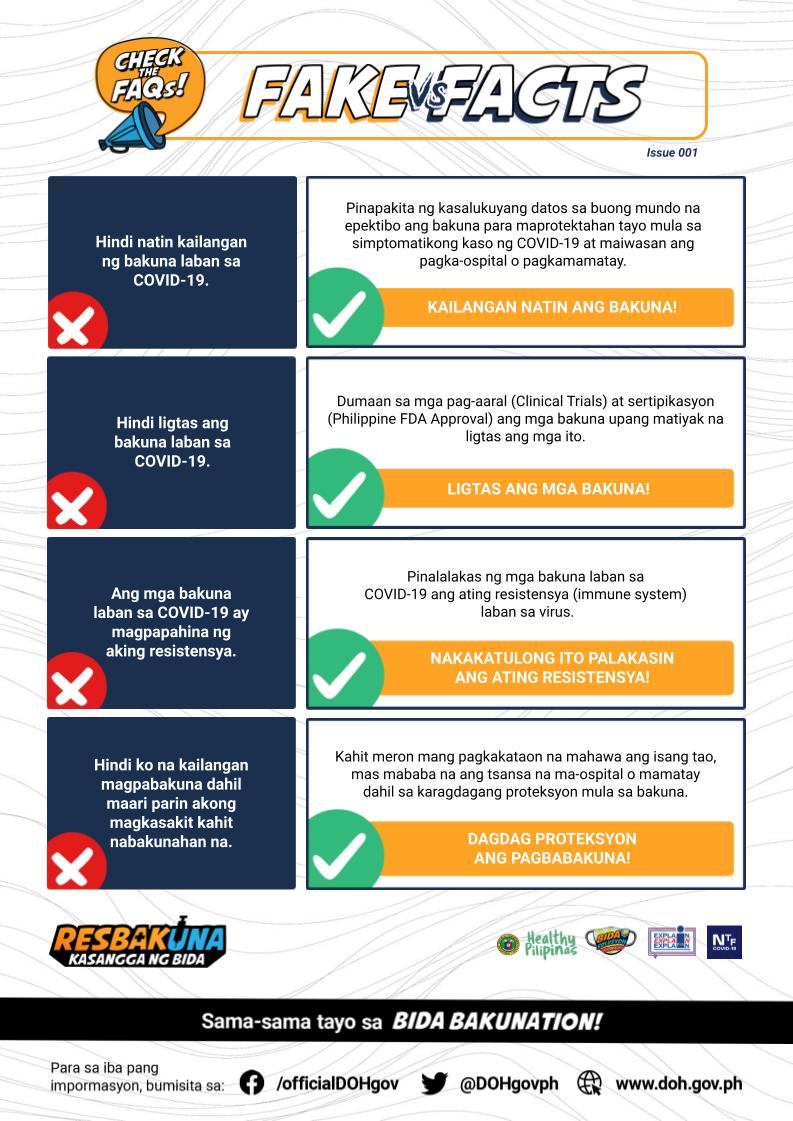 CHECK
THE
FAQs!
FAKE VS FACTS
Issue 001
Hindi natin kailangan
ng bakuna laban sa
COVID-19.
Pinapakita ng kasalukuyang datos sa buong mundo na
epektibo ang bakuna para maprotektahan tayo mula sa
simptomatikong kaso ng COVID-19 at maiwasan ang
pagka-ospital o pagkamamatay.
KAILANGAN NATIN ANG BAKUNA!
Hindi ligtas ang
bakuna laban sa
COVID-19.
Dumaan sa mga pag-aaral (Clinical Trials) at sertipikasyon
(Philippine FDA Approval) ang mga bakuna upang matiyak na
ligtas ang mga ito.
LIGTAS ANG MGA BAKUNA!
Ang mga bakuna
laban sa COVID-19 ay
magpapahina ng
aking resistensya.
Pinalalakas ng mga bakuna laban sa
COVID-19 ang ating resistensya (immune system)
laban sa virus.
NAKAKATULONG ITO PALAKASIN
ANG ATING RESISTENSYA!
Hindi ko na kailangan
magpabakuna dahil
maari parin akong
magkasakit kahit
nabakunahan na.
Kahit meron mang pagkakataon na mahawa ang isang tao,
mas mababa na ang tsansa na ma-ospital o mamatay
dahil sa karagdagang proteksyon mula sa bakuna.
DAGDAG PROTEKSYON
ANG PAGBABAKUNA!
RESBAKUNA
KASANGGA NG BIDA
Healthy
Pilipinas
BIDA
SOLUSYON
EXPLAIN
EXPLAIN
EXPLAIN
NTF
COVID-19
Sama-sama tayo sa BIDA BAKUNATION!
Para sa iba pang
impormasyon, bumisita sa:
/officialDOHgov
@DOHgovph
www.doh.gov.ph